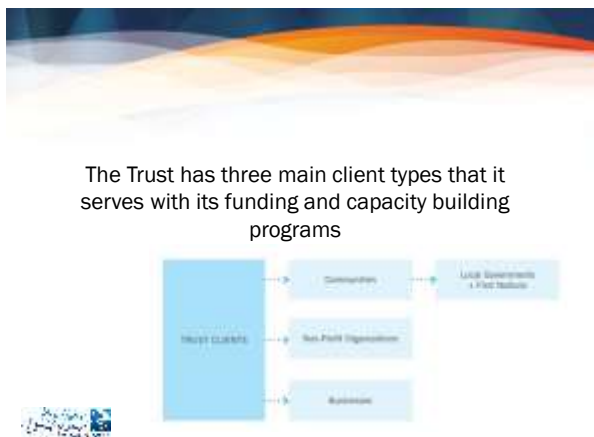 The Trust has three main client types that it
serves with its funding and capacity building
programs
TRUST CLIENTS
Communities
Local Governments
+ First Nations
Non-Profit Organizations
Businesses